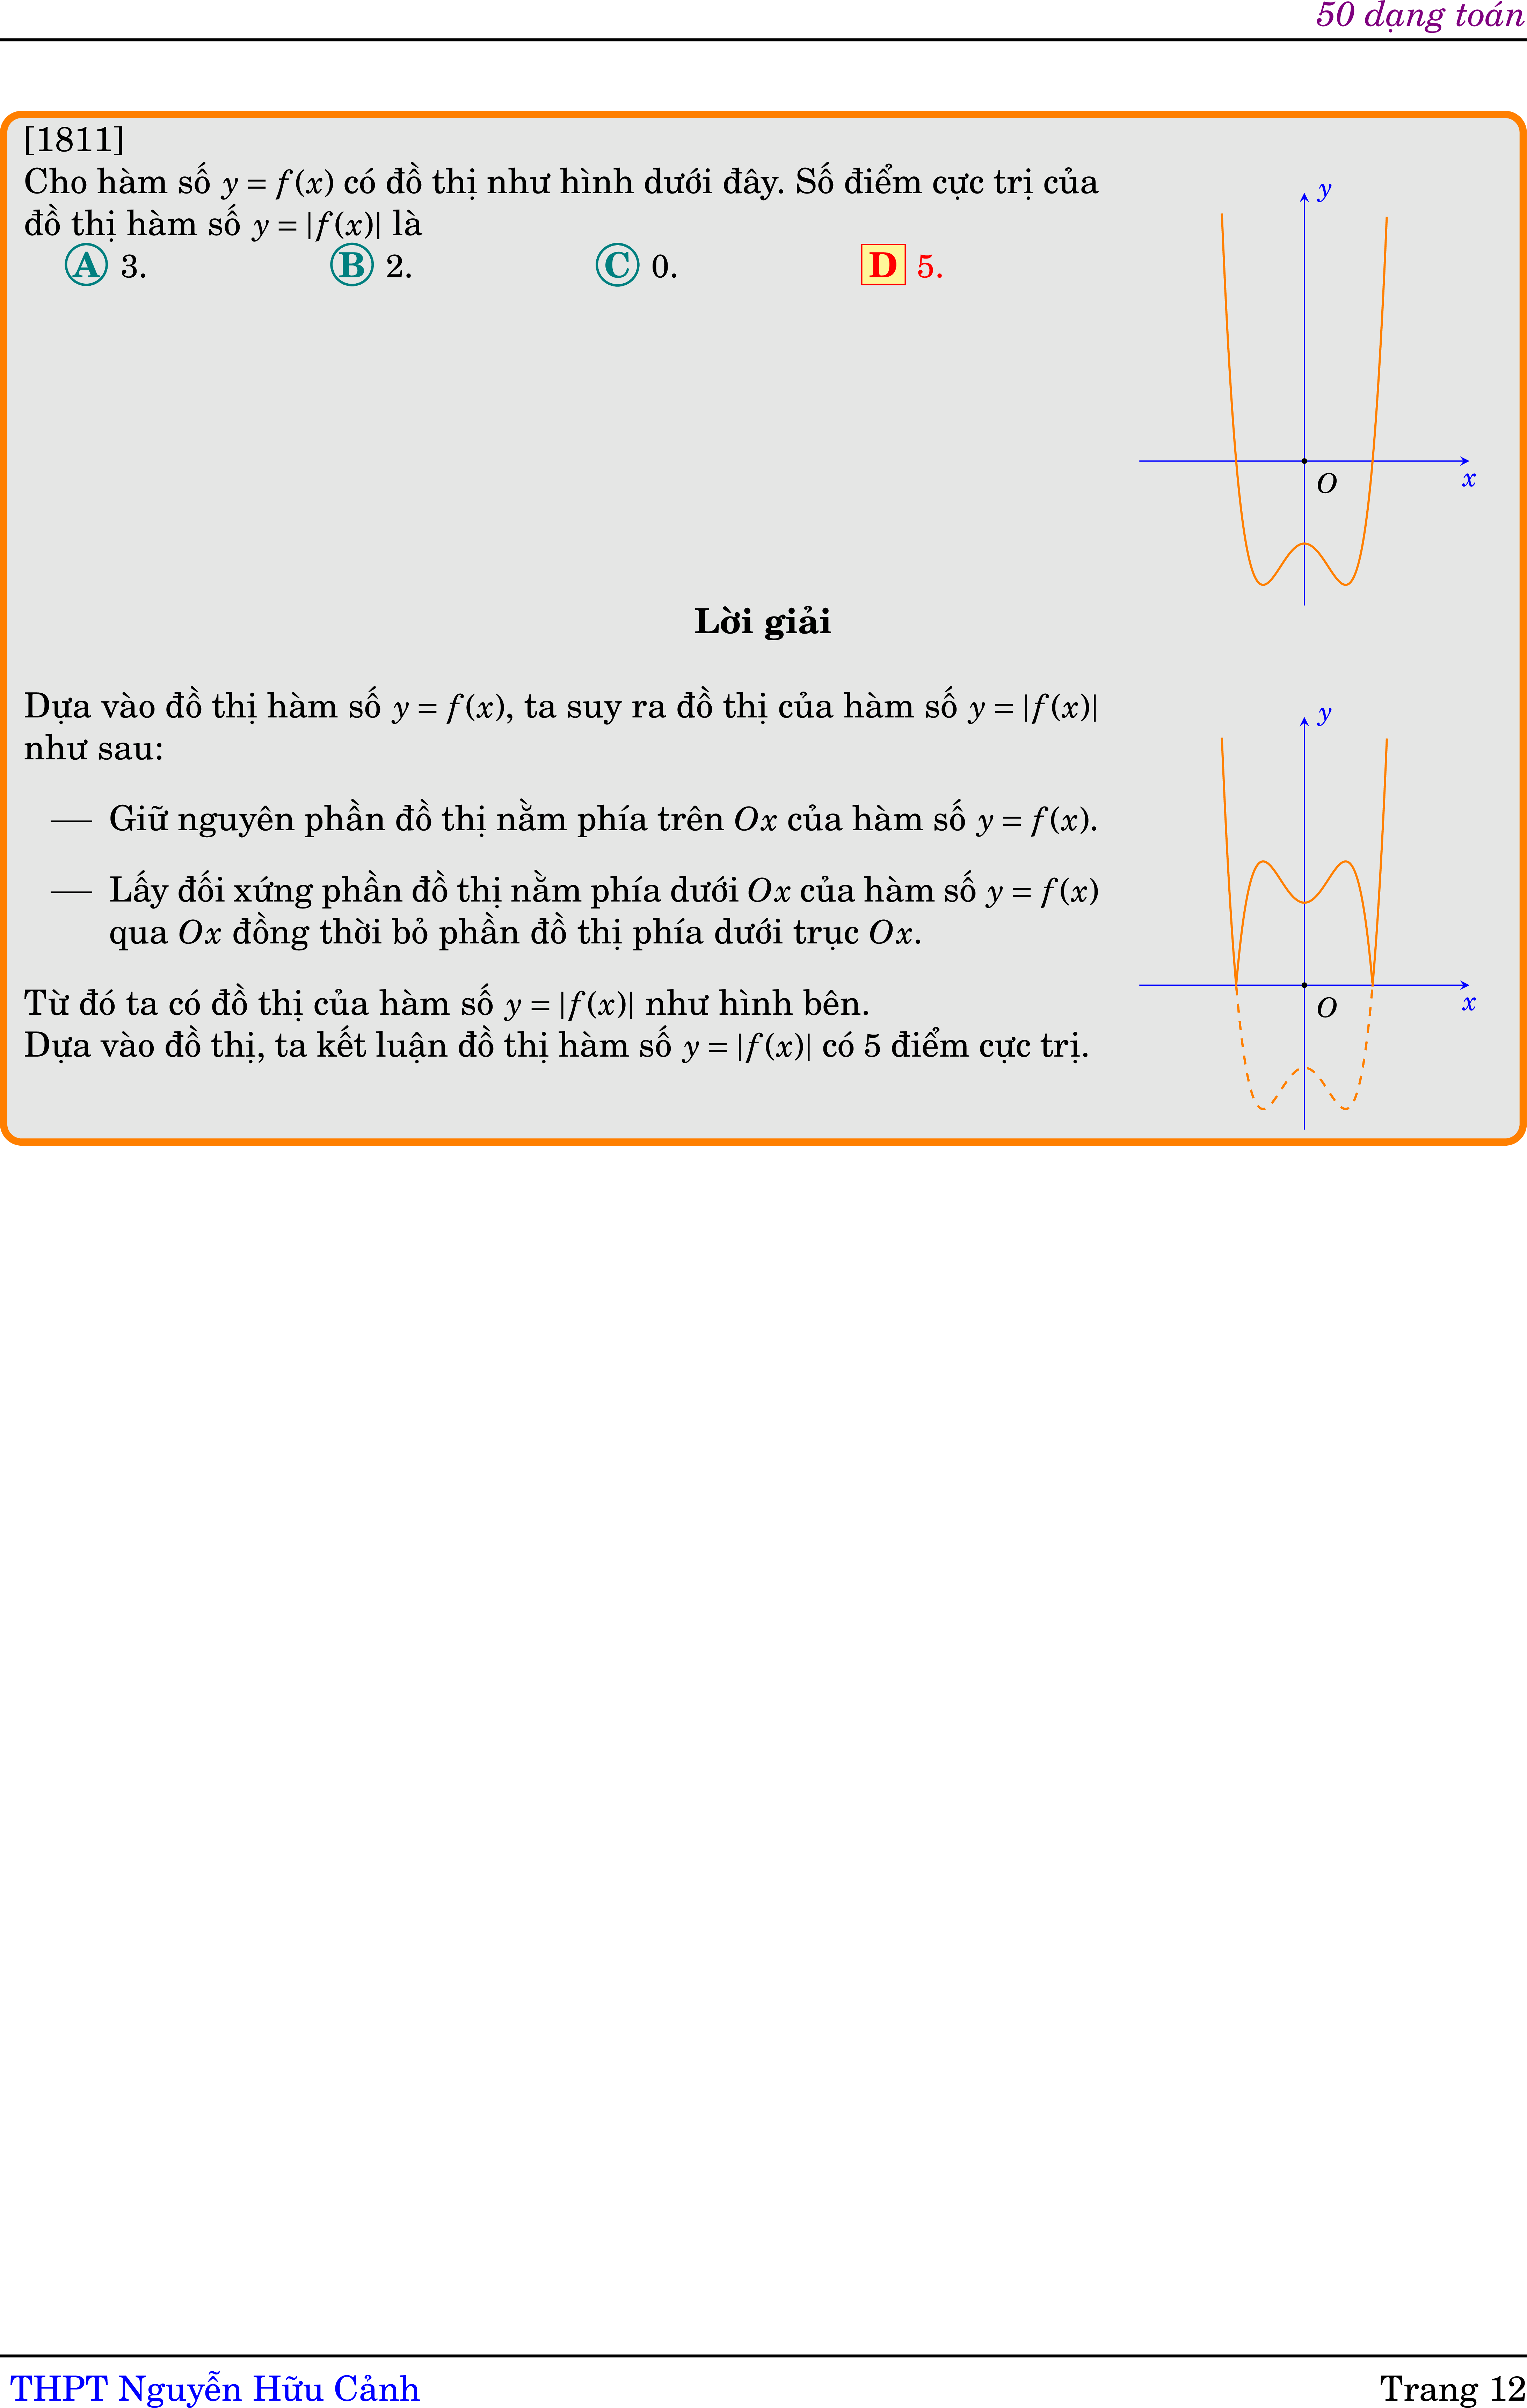 50 dạng toán
[1811]
Cho hàm số y = f(x) có đồ thị như hình dưới đây. Số điểm cực trị của
đồ thị hàm số y = |f(x)| là
A 3. B 2. C 0. D 5.
y
O
x
Lời giải
Dựa vào đồ thị hàm số y = f(x), ta suy ra đồ thị của hàm số y = |f(x)|
như sau:
— Giữ nguyên phần đồ thị nằm phía trên Ox của hàm số y = f(x).
— Lấy đối xứng phần đồ thị nằm phía dưới Ox của hàm số y = f(x)
qua Ox đồng thời bỏ phần đồ thị phía dưới trục Ox.
Từ đó ta có đồ thị của hàm số y = |f(x)| như hình bên.
Dựa vào đồ thị, ta kết luận đồ thị hàm số y = |f(x)| có 5 điểm cực trị.
y
O
x
THPT Nguyễn Hữu Cảnh
Trang 12